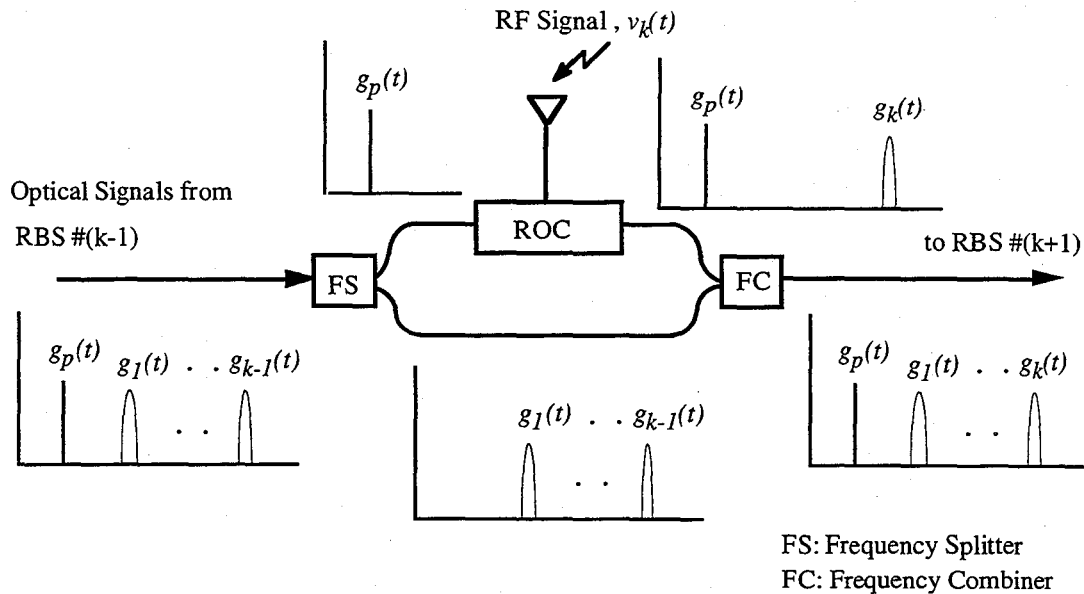 RF Signal , v_k(t)
g_p(t)
g_p(t)
g_k(t)
Optical Signals from
RBS #(k-1)
ROC
to RBS #(k+1)
FS
FC
g_p(t) g_1(t) . . g_{k-1}(t)
. .
g_1(t) . . g_{k-1}(t)
. .
g_p(t) g_1(t) . . g_k(t)
. .
FS: Frequency Splitter
FC: Frequency Combiner